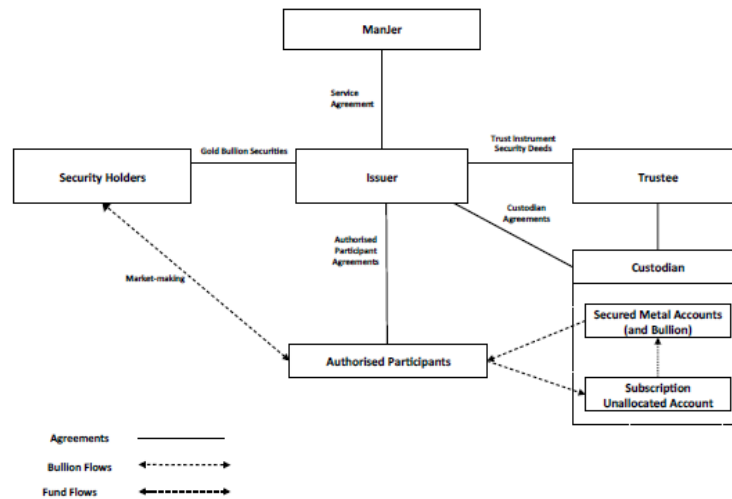 ManJer
Service
Agreement
Gold Bullion Securities
Trust Instrument
Security Deeds
Security Holders
Issuer
Trustee
Custodian
Agreements
Authorised
Participant
Agreements
Market-making
Custodian
Secured Metal Accounts
(and Bullion)
Authorised Participants
Subscription
Unallocated Account
Agreements
Bullion Flows
Fund Flows